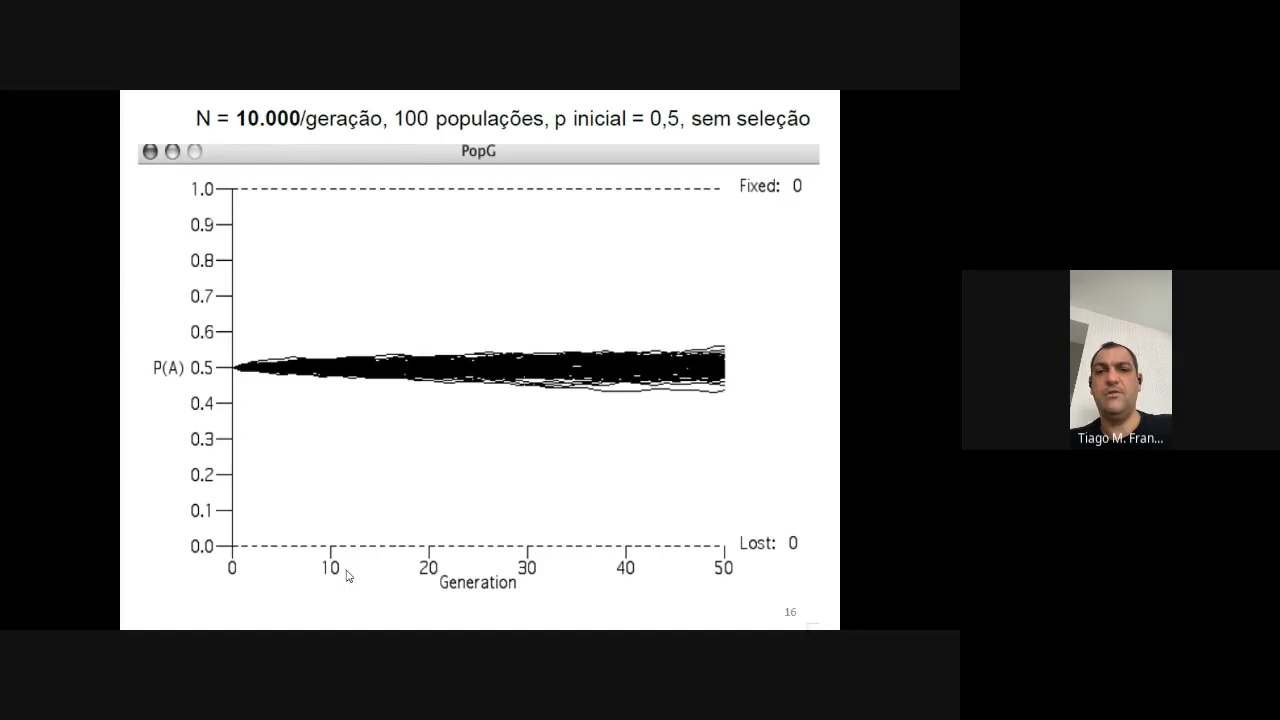 N = 10.000/geração, 100 populações, p inicial = 0,5, sem seleção
PopG
1.0
Fixed: 0
0.9
0.8
0.7
0.6
P(A) 0.5
0.4
0.3
0.2
0.1
0.0
Lost: 0
0 10 20 30 40 50
Generation
16
Tiago M. Fran...